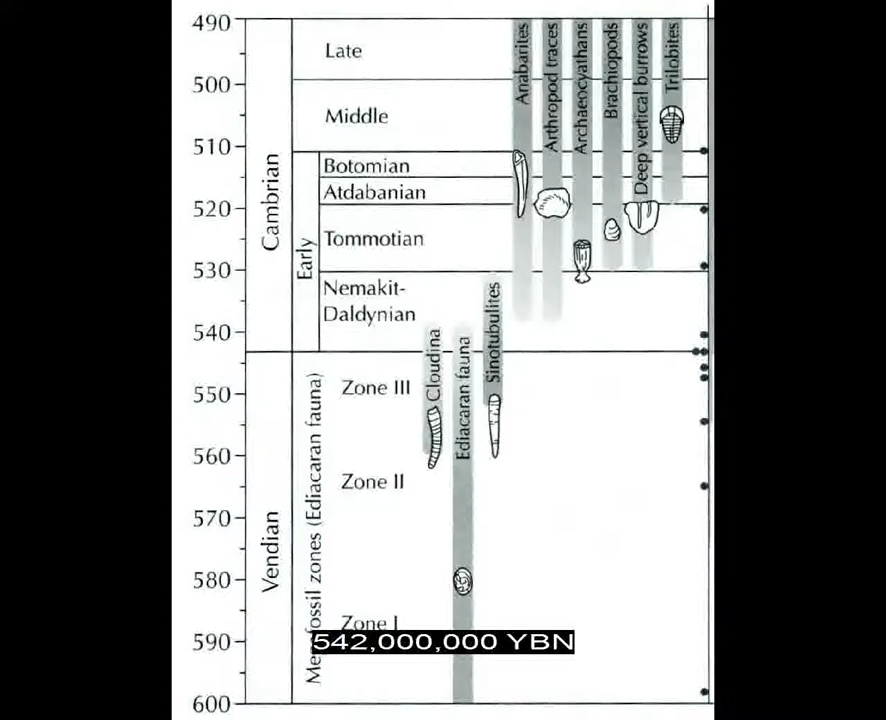 490
500
510
520
530
540
550
560
570
580
590
600
Cambrian
Vendian
Late
Middle
Early
Botomian
Atdabanian
Tommotian
Nemakit-
Daldynian
Zone III
Zone II
Zone I
fossil zones (Ediacaran fauna)
Cloudina
Ediacaran fauna
Sinotubulites
Anabarites
Arthropod traces
Archaeocyathans
Brachiopods
Deep vertical burrows
Trilobites
542,000,000 YBN